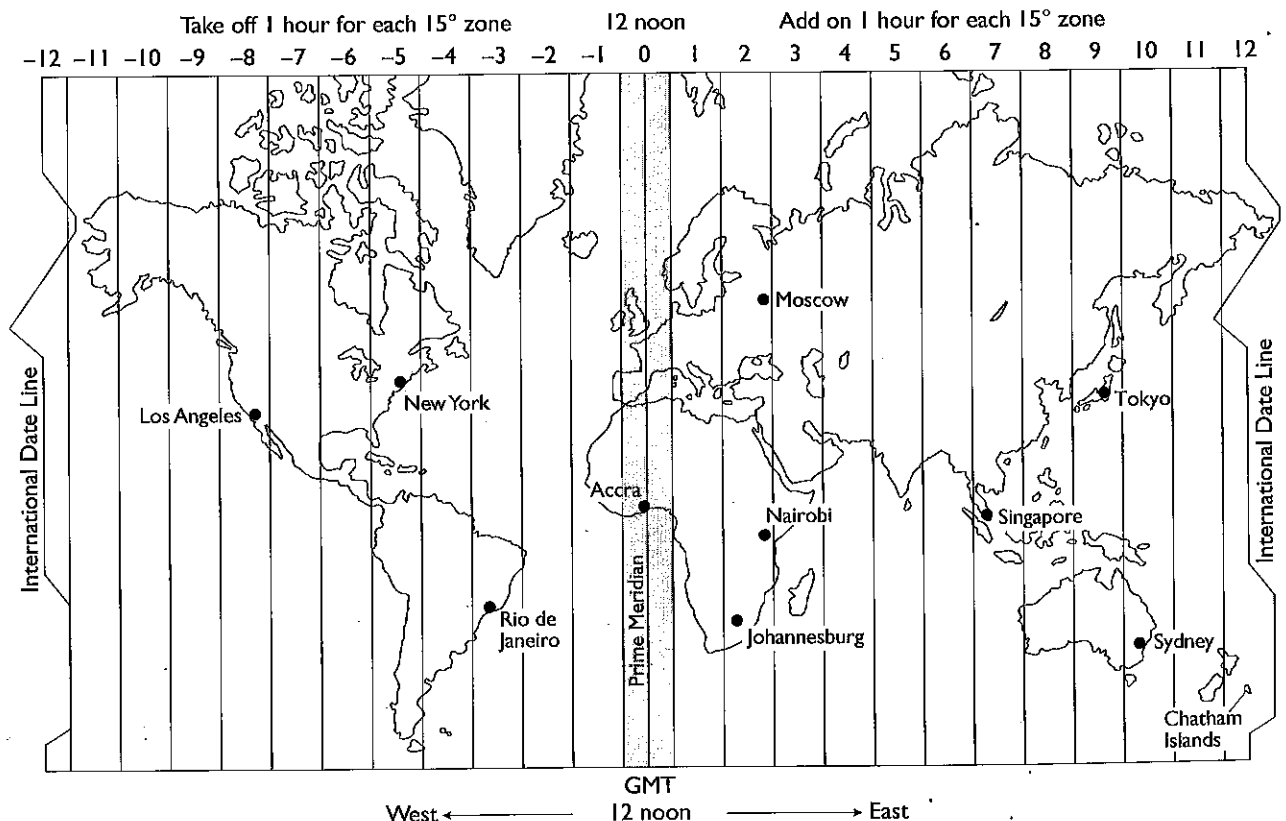 Take off 1 hour for each 15° zone 12 noon Add on 1 hour for each 15° zone
−12 −11 −10 −9 −8 −7 −6 −5 −4 −3 −2 −1 0 1 2 3 4 5 6 7 8 9 10 11 12
International Date Line
Moscow
New York
Los Angeles
Tokyo
Accra
Nairobi
Singapore
Prime Meridian
Rio de
Janeiro
Johannesburg
Sydney
Chatham
Islands
International Date Line
GMT
West 12 noon East